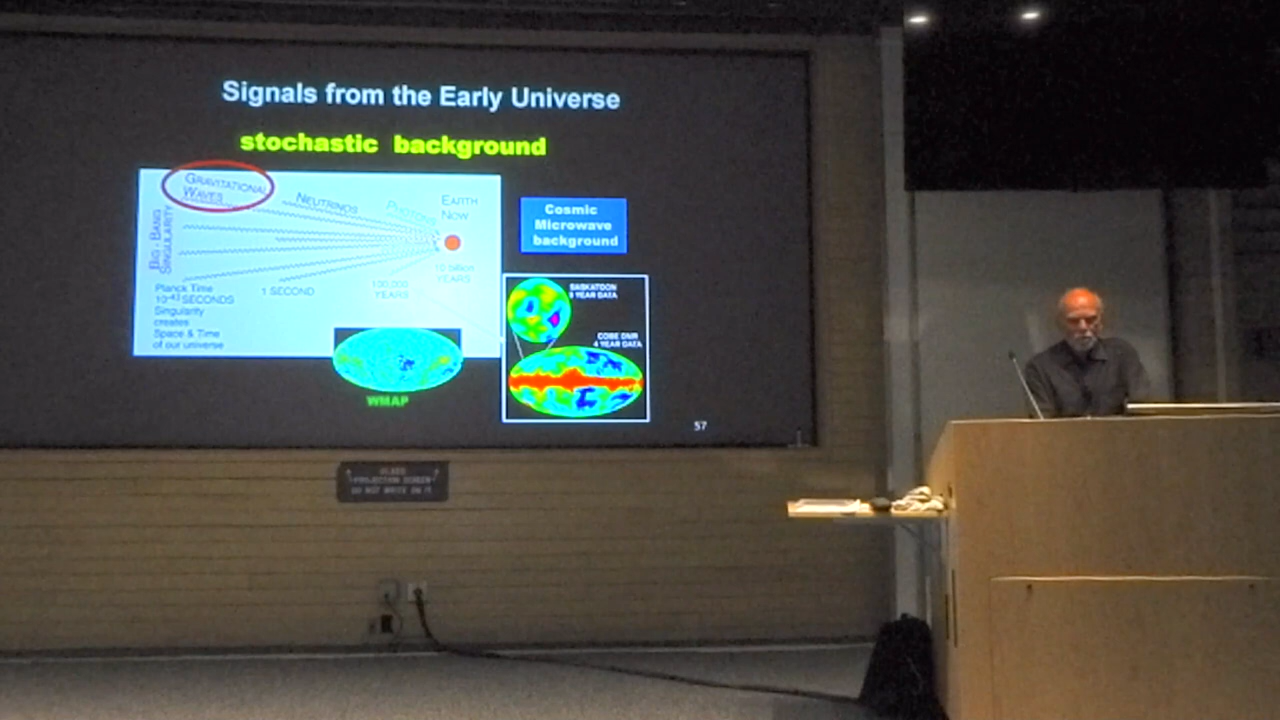 Signals from the Early Universe
stochastic background
GRAVITATIONAL
WAVES
NEUTRINOS
PHOTONS
EARTH
NOW
BIG-BANG
SINGULARITY
Planck Time
10-43 SECONDS
Singularity
creates
Space & Time
of our universe
1 SECOND
100,000
YEARS
10 billion
YEARS
Cosmic
Microwave
background
SASKATOON
3 YEAR DATA
COBE DMR
4 YEAR DATA
WMAP
57
GLASS
PROJECTION SCREEN
DO NOT WRITE ON IT